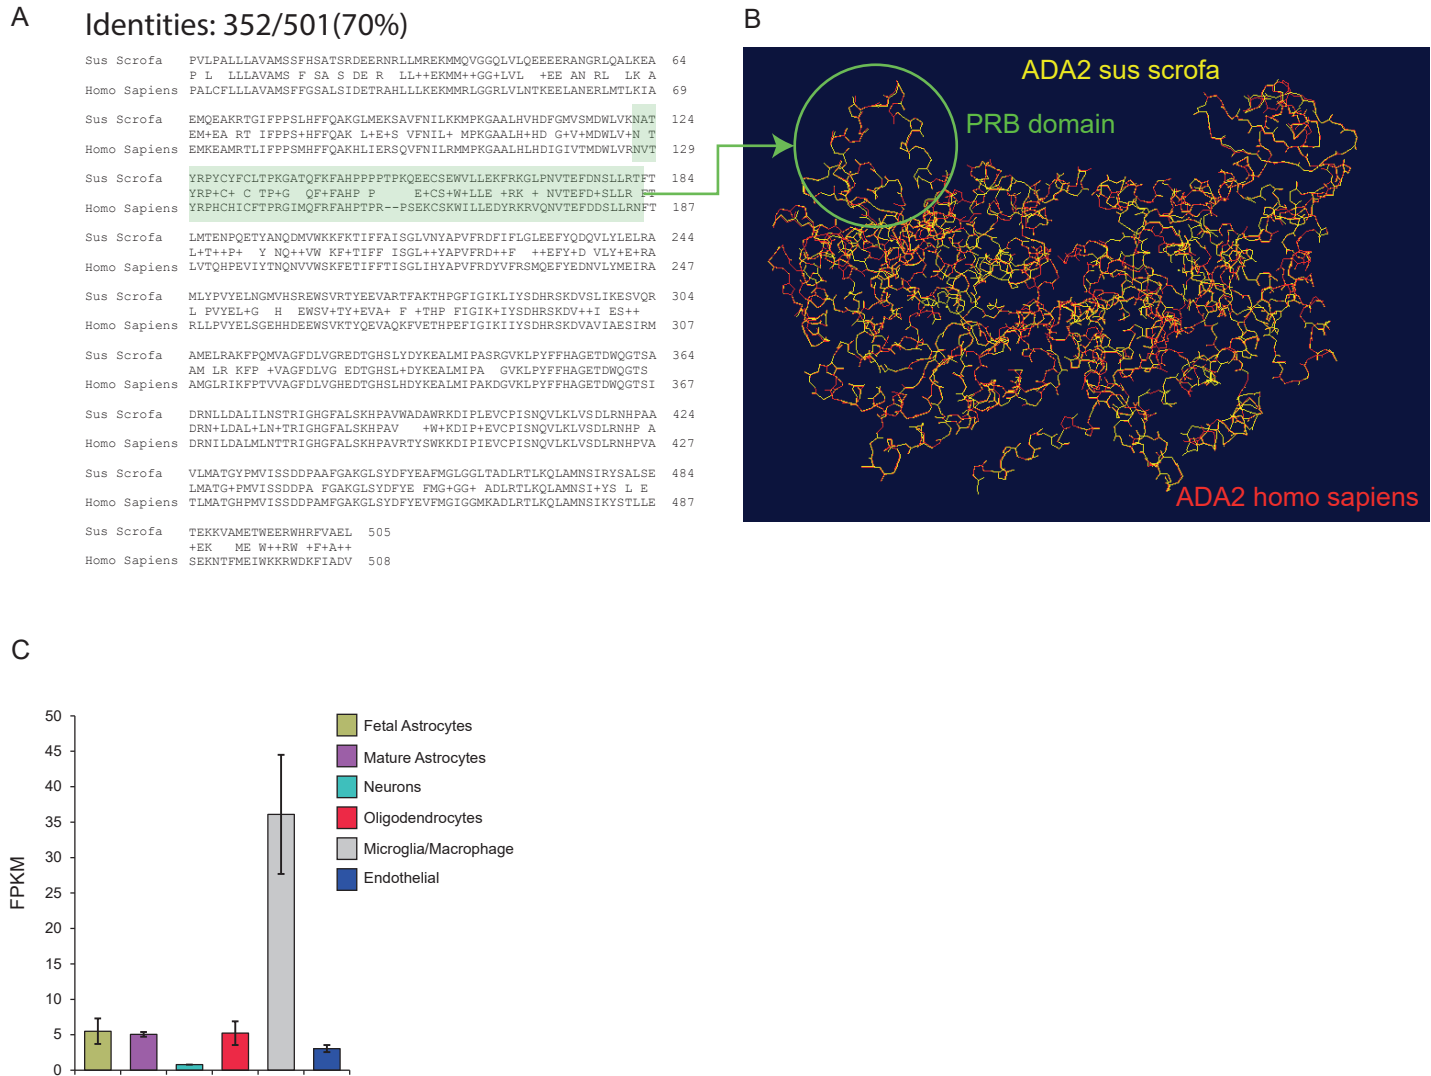 A
Identities: 352/501(70%)
Sus Scrofa PVLPALLLAVAMSSFHSATSRDEERNRLLMREKMMQVGGQLVLQEEEERANGRLQALKEA 64
P L LLLAVAMS F SA S DE R LL++EKMM++GG+LVL +EE AN RL LK A
Homo Sapiens PALCFLLLAVAMSFFGSALSIDETRAHLLLKEKMMRLGGRLVLNTKEELANERLMTLKIA 69
Sus Scrofa EMQEAKRTGIFPPSLHFFQAKGLMEKSAVFNILKKMPKGAALHVHDFGMVSMDWLVKNAT 124
EM+EA RT IFPPS+HFFQAK L+E+S VFNIL+ MPKGAALH+HD G+V+MDWLV+N T
Homo Sapiens EMKEAMRTLIFPPSMHFFQAKHLIERSQVFNILRMMPKGAALHLHDIGIVTMDWLVRNVT 129
Sus Scrofa YRPYCYFCLTPKGATQFKFAHPPPPTPKQEECSEWVLLEKFRKGLPNVTEFDNSLLRTFT 184
YRP+C+ C TP+G QF+FAHP P E+CS+W+LLE +RK + NVTEFD+SLLR FT
Homo Sapiens YRPHCHICFTPRGIMQFRFAHPTPR--PSEKCSKWILLEDYRKRVQNVTEFDDSLLRNFT 187
Sus Scrofa LMTENPQETYANQDMVWKKFKTIFFAISGLVNYAPVFRDFIFLGLEEFYQDQVLYLELRA 244
L+T++P+ Y NQ++VW KF+TIFF ISGL++YAPVFRD++F ++EFY+D VLY+E+RA
Homo Sapiens LVTQHPEVIYTNQNVVWSKFETIFFTISGLIHYAPVFRDYVFRSMQEFYEDNVLYMEIRA 247
Sus Scrofa MLYPVYELNGMVHSREWSVRTYEEVARTFAKTHPGFIGIKLIYSDHRSKDVSLIKESVQR 304
L PVYEL+G H EWSV+TY+EVA+ F +THP FIGIK+IYSDHRSKDV++I ES++
Homo Sapiens RLLPVYELSGEHHDEEWSVKTYQEVAQKFVETHPEFIGIKIIYSDHRSKDVAVIAESIRM 307
Sus Scrofa AMELRAKFPQMVAGFDLVGREDTGHSLYDYKEALMIPASRGVKLPYFFHAGETDWQGTSA 364
AM LR KFP +VAGFDLVG EDTGHSL+DYKEALMIPA GVKLPYFFHAGETDWQGTS
Homo Sapiens AMGLRIKFPTVVAGFDLVGHEDTGHSLHDYKEALMIPAKDGVKLPYFFHAGETDWQGTSI 367
Sus Scrofa DRNLLDALILNSTRIGHGFALSKHPAVWADAWRKDIPLEVCPISNQVLKLVSDLRNHPAA 424
DRN+LDAL+LN+TRIGHGFALSKHPAV +W+KDIP+EVCPISNQVLKLVSDLRNHP A
Homo Sapiens DRNILDALMLNTTRIGHGFALSKHPAVRTYSWKKDIPIEVCPISNQVLKLVSDLRNHPVA 427
Sus Scrofa VLMATGYPMVISSDDPAAFGAKGLSYDFYEAFMGLGGLTADLRTLKQLAMNSIRYSALSE 484
LMATG+PMVISSDDPA FGAKGLSYDFYE FMG+GG+ ADLRTLKQLAMNSI+YS L E
Homo Sapiens TLMATGHPMVISSDDPAMFGAKGLSYDFYEVFMGIGGMKADLRTLKQLAMNSIKYSTLLE 487
Sus Scrofa TEKKVAMETWEERWHRFVAEL 505
+EK ME W++RW +F+A++
Homo Sapiens SEKNTFMEIWKKRWDKFIADV 508
B
ADA2 sus scrofa
PRB domain
ADA2 homo sapiens
C
50
45
40
35
30
25
20
15
10
5
0
FPKM
Fetal Astrocytes
Mature Astrocytes
Neurons
Oligodendrocytes
Microglia/Macrophage
Endothelial